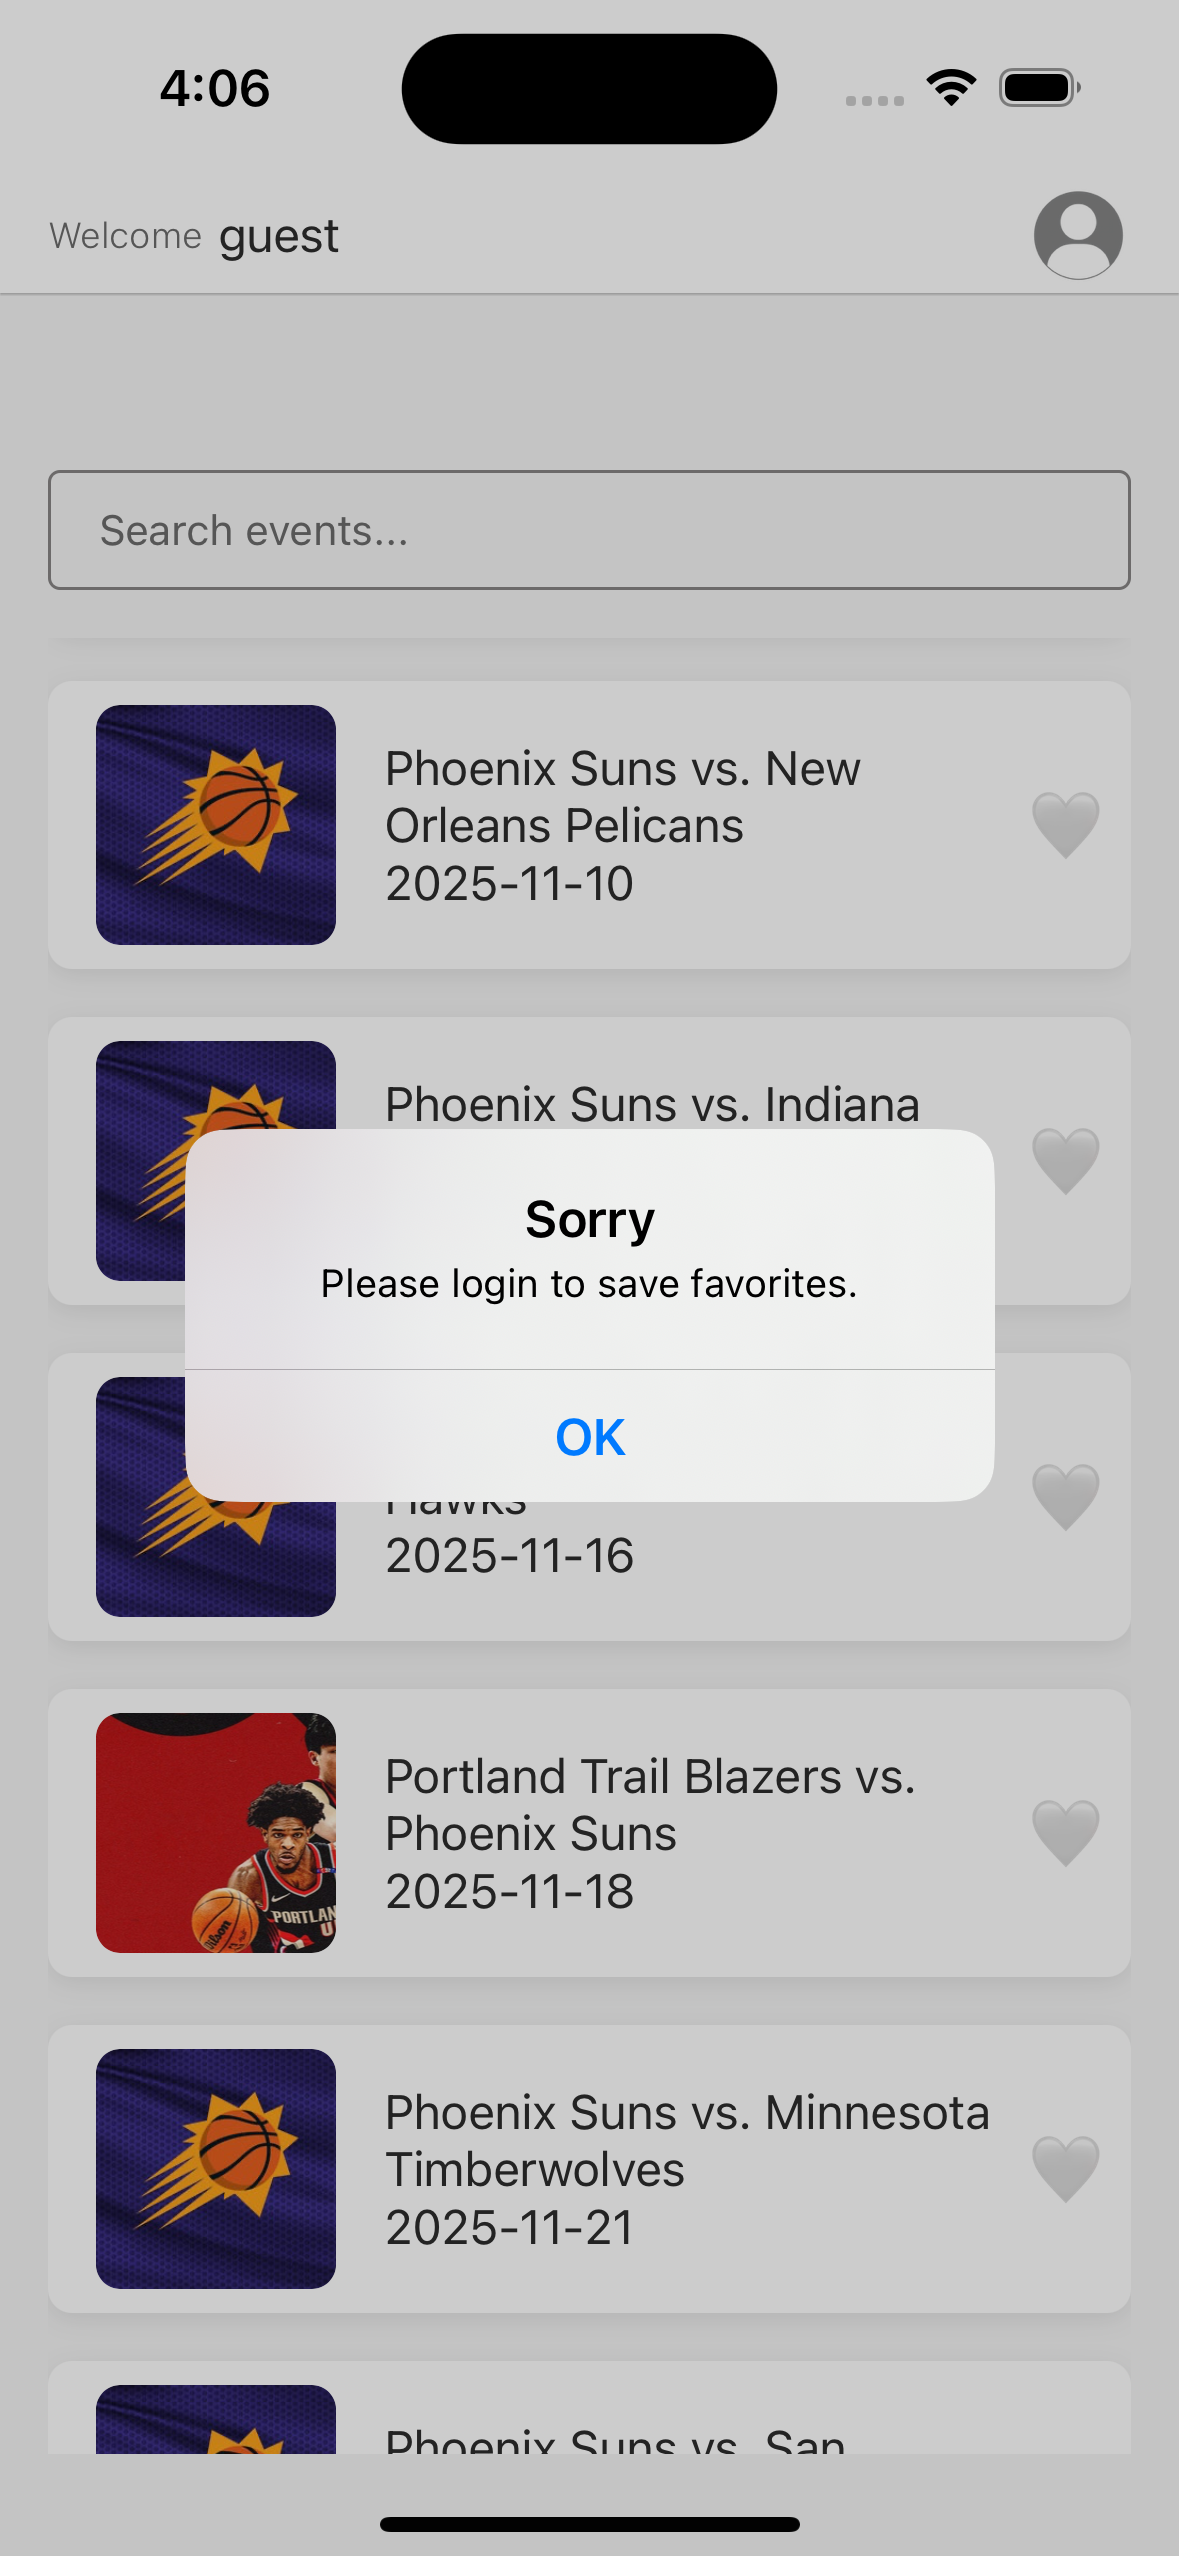 4:06
Welcome guest
Search events...
Phoenix Suns vs. New
Orleans Pelicans
2025-11-10
Phoenix Suns vs. Indiana
Sorry
Please login to save favorites.
OK
Hawks
2025-11-16
PORTLAN
Wilson
Portland Trail Blazers vs.
Phoenix Suns
2025-11-18
Phoenix Suns vs. Minnesota
Timberwolves
2025-11-21
Phoenix Suns vs. San